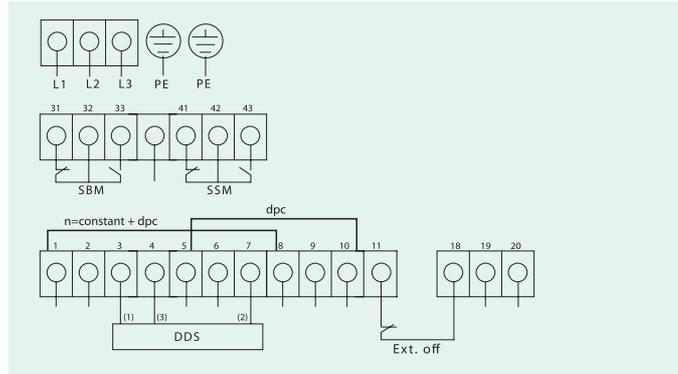 L1 L2 L3 PE PE
31 32 33 41 42 43
SBM SSM
dpc
n=constant + dpc
1 2 3 4 5 6 7 8 9 10 11 18 19 20
(1) (3) (2)
DDS
Ext. off